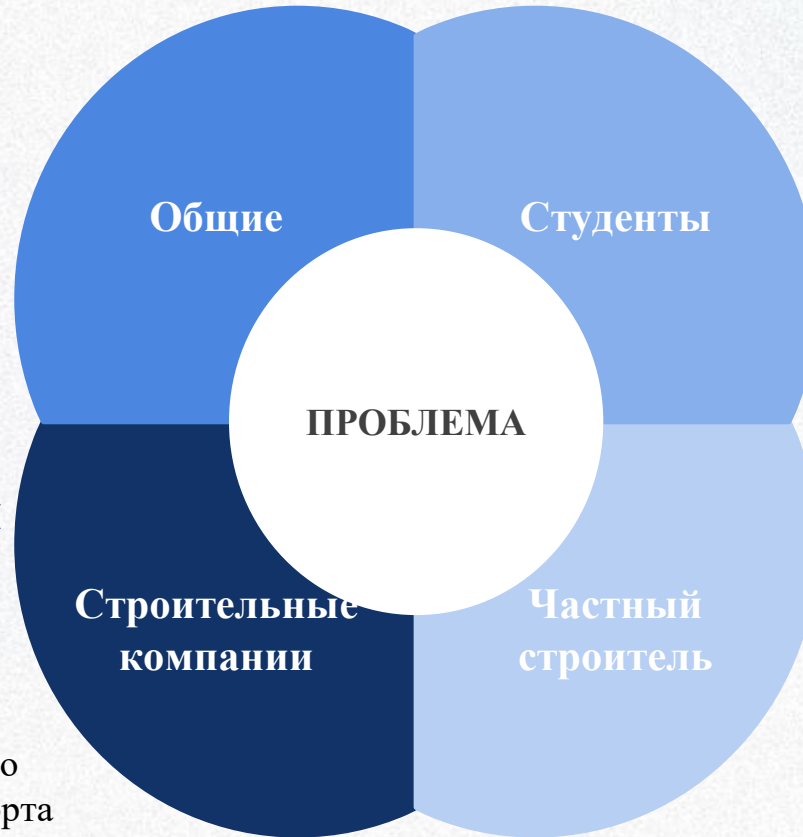 Общие
Студенты
ПРОБЛЕМА
Строительные
компании
Частный
строитель